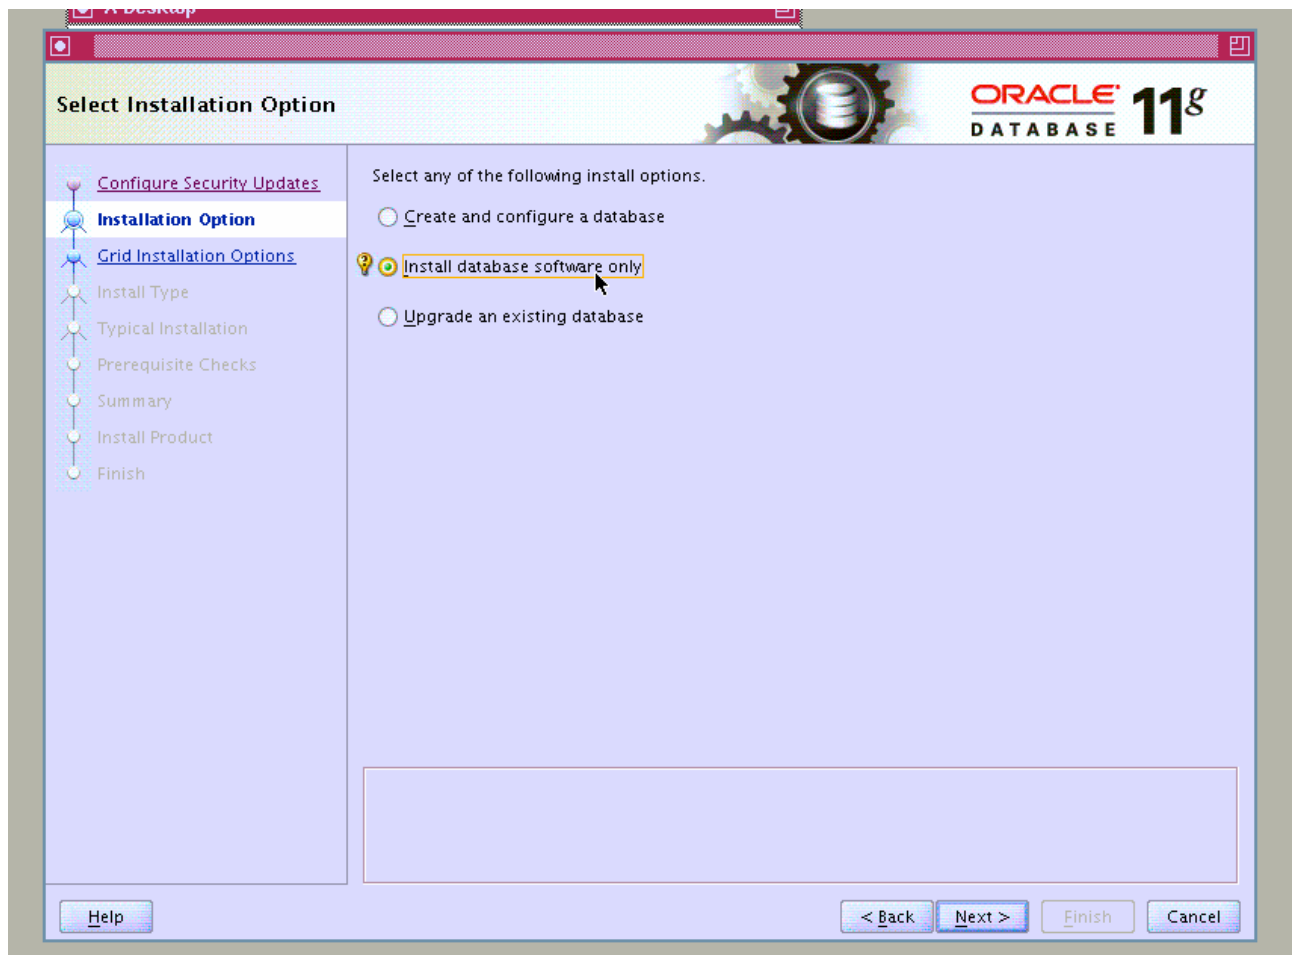 X Desktop
Select Installation Option
ORACLE
DATABASE
11g
Configure Security Updates
Installation Option
Grid Installation Options
Install Type
Typical Installation
Prerequisite Checks
Summary
Install Product
Finish
Select any of the following install options.
Create and configure a database
Install database software only
Upgrade an existing database
Help
< Back
Next >
Finish
Cancel